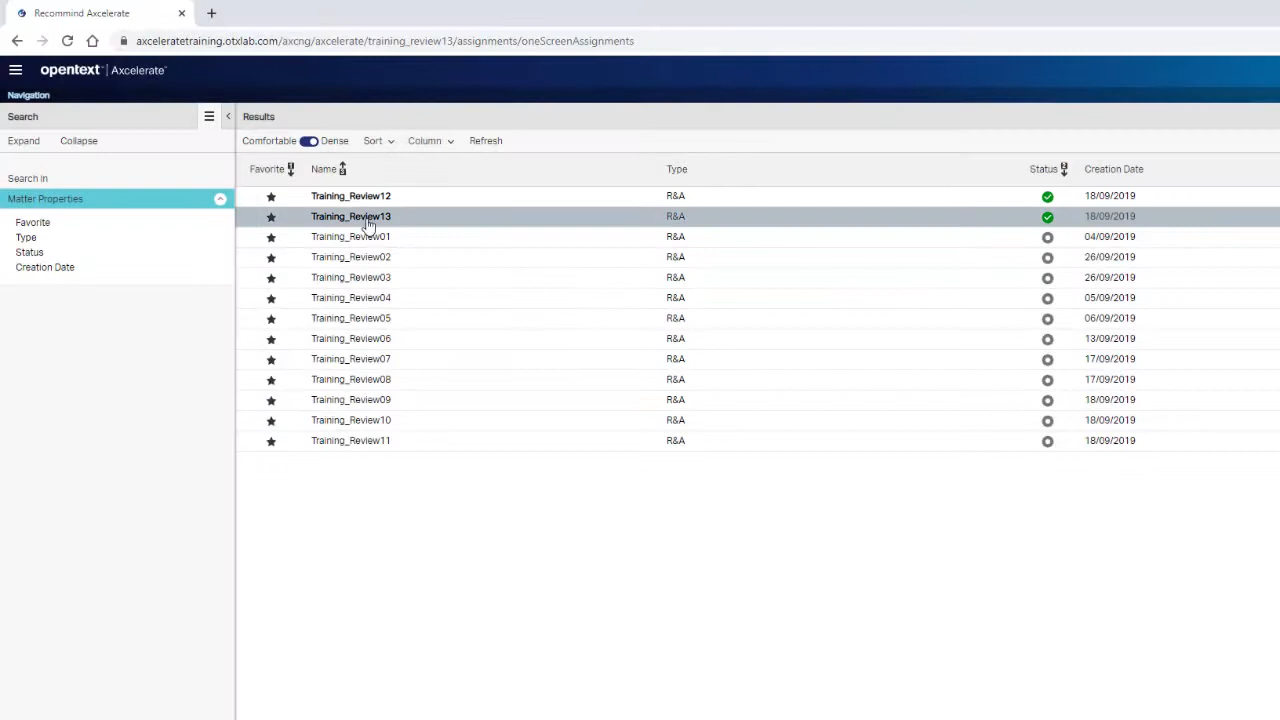 Recommind Axcelerate
axceleratetraining.otxlab.com/axcng/axcelerate/training_review13/assignments/oneScreenAssignments
opentext™ | Axcelerate™
Navigation
Search
Results
Expand Collapse
Comfortable Dense Sort Column Refresh
Search in
Matter Properties
Favorite
Type
Status
Creation Date
Favorite Name Type Status Creation Date
Training_Review12 R&A 18/09/2019
Training_Review13 R&A 18/09/2019
Training_Review01 R&A 04/09/2019
Training_Review02 R&A 26/09/2019
Training_Review03 R&A 26/09/2019
Training_Review04 R&A 05/09/2019
Training_Review05 R&A 06/09/2019
Training_Review06 R&A 13/09/2019
Training_Review07 R&A 17/09/2019
Training_Review08 R&A 17/09/2019
Training_Review09 R&A 18/09/2019
Training_Review10 R&A 18/09/2019
Training_Review11 R&A 18/09/2019